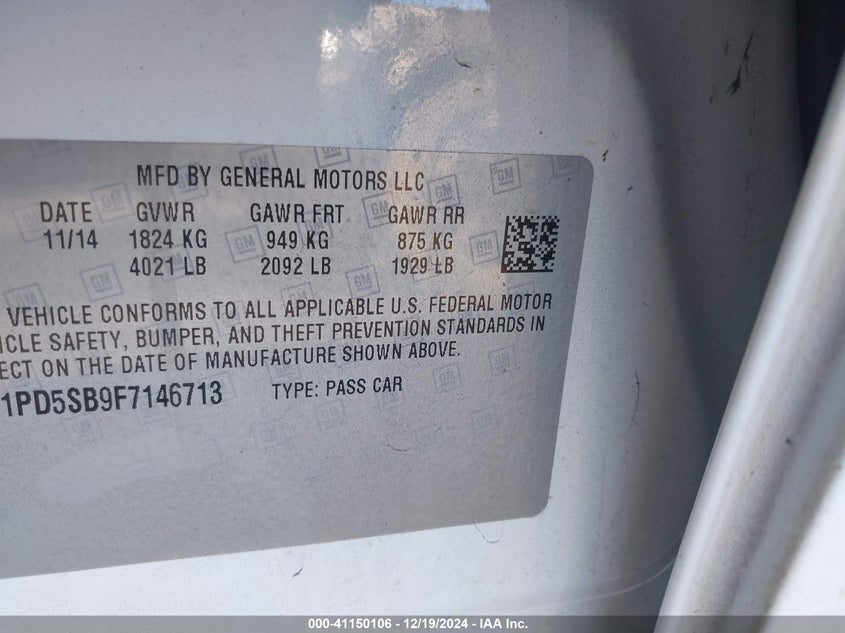 MFD BY GENERAL MOTORS LLC
DATE GVWR GAWR FRT GAWR RR
11/14 1824 KG 949 KG 875 KG
4021 LB 2092 LB 1929 LB
VEHICLE CONFORMS TO ALL APPLICABLE U.S. FEDERAL MOTOR
ICLE SAFETY, BUMPER, AND THEFT PREVENTION STANDARDS IN
ECT ON THE DATE OF MANUFACTURE SHOWN ABOVE.
1PD5SB9F7146713 TYPE: PASS CAR
000-41150106 - 12/19/2024 - IAA Inc.